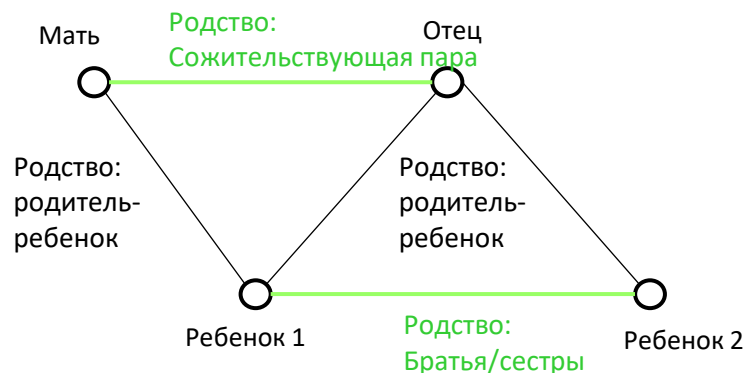 Родство:
Сожительствующая пара
Мать
Отец
Родство:
родитель-
ребенок
Родство:
родитель-
ребенок
Ребенок 1
Родство:
Братья/сестры
Ребенок 2